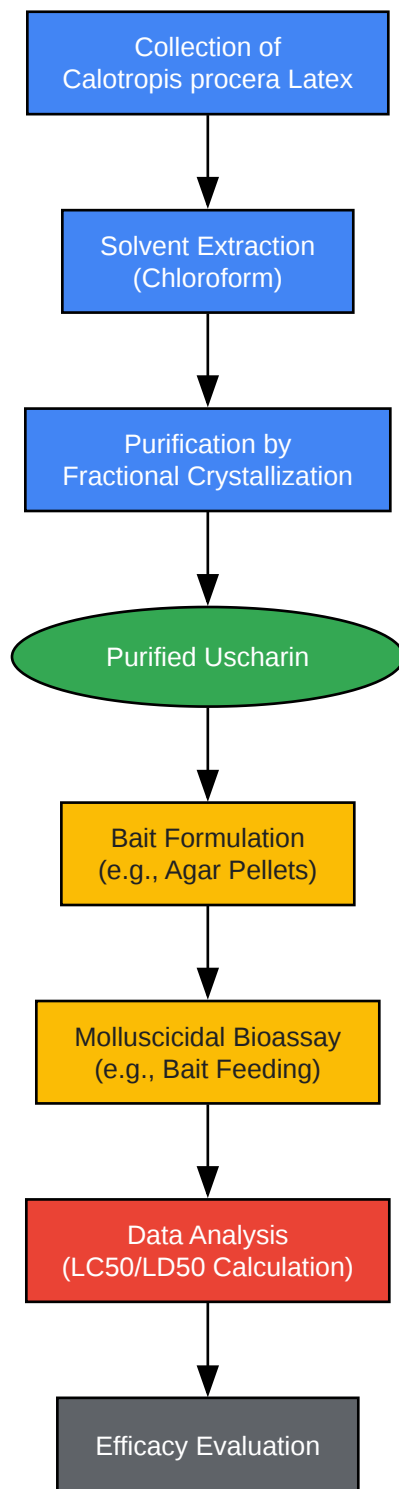 Collection of
Calotropis procera Latex
Solvent Extraction
(Chloroform)
Purification by
Fractional Crystallization
Purified Uscharin
Bait Formulation
(e.g., Agar Pellets)
Molluscicidal Bioassay
(e.g., Bait Feeding)
Data Analysis
(LC50/LD50 Calculation)
Efficacy Evaluation